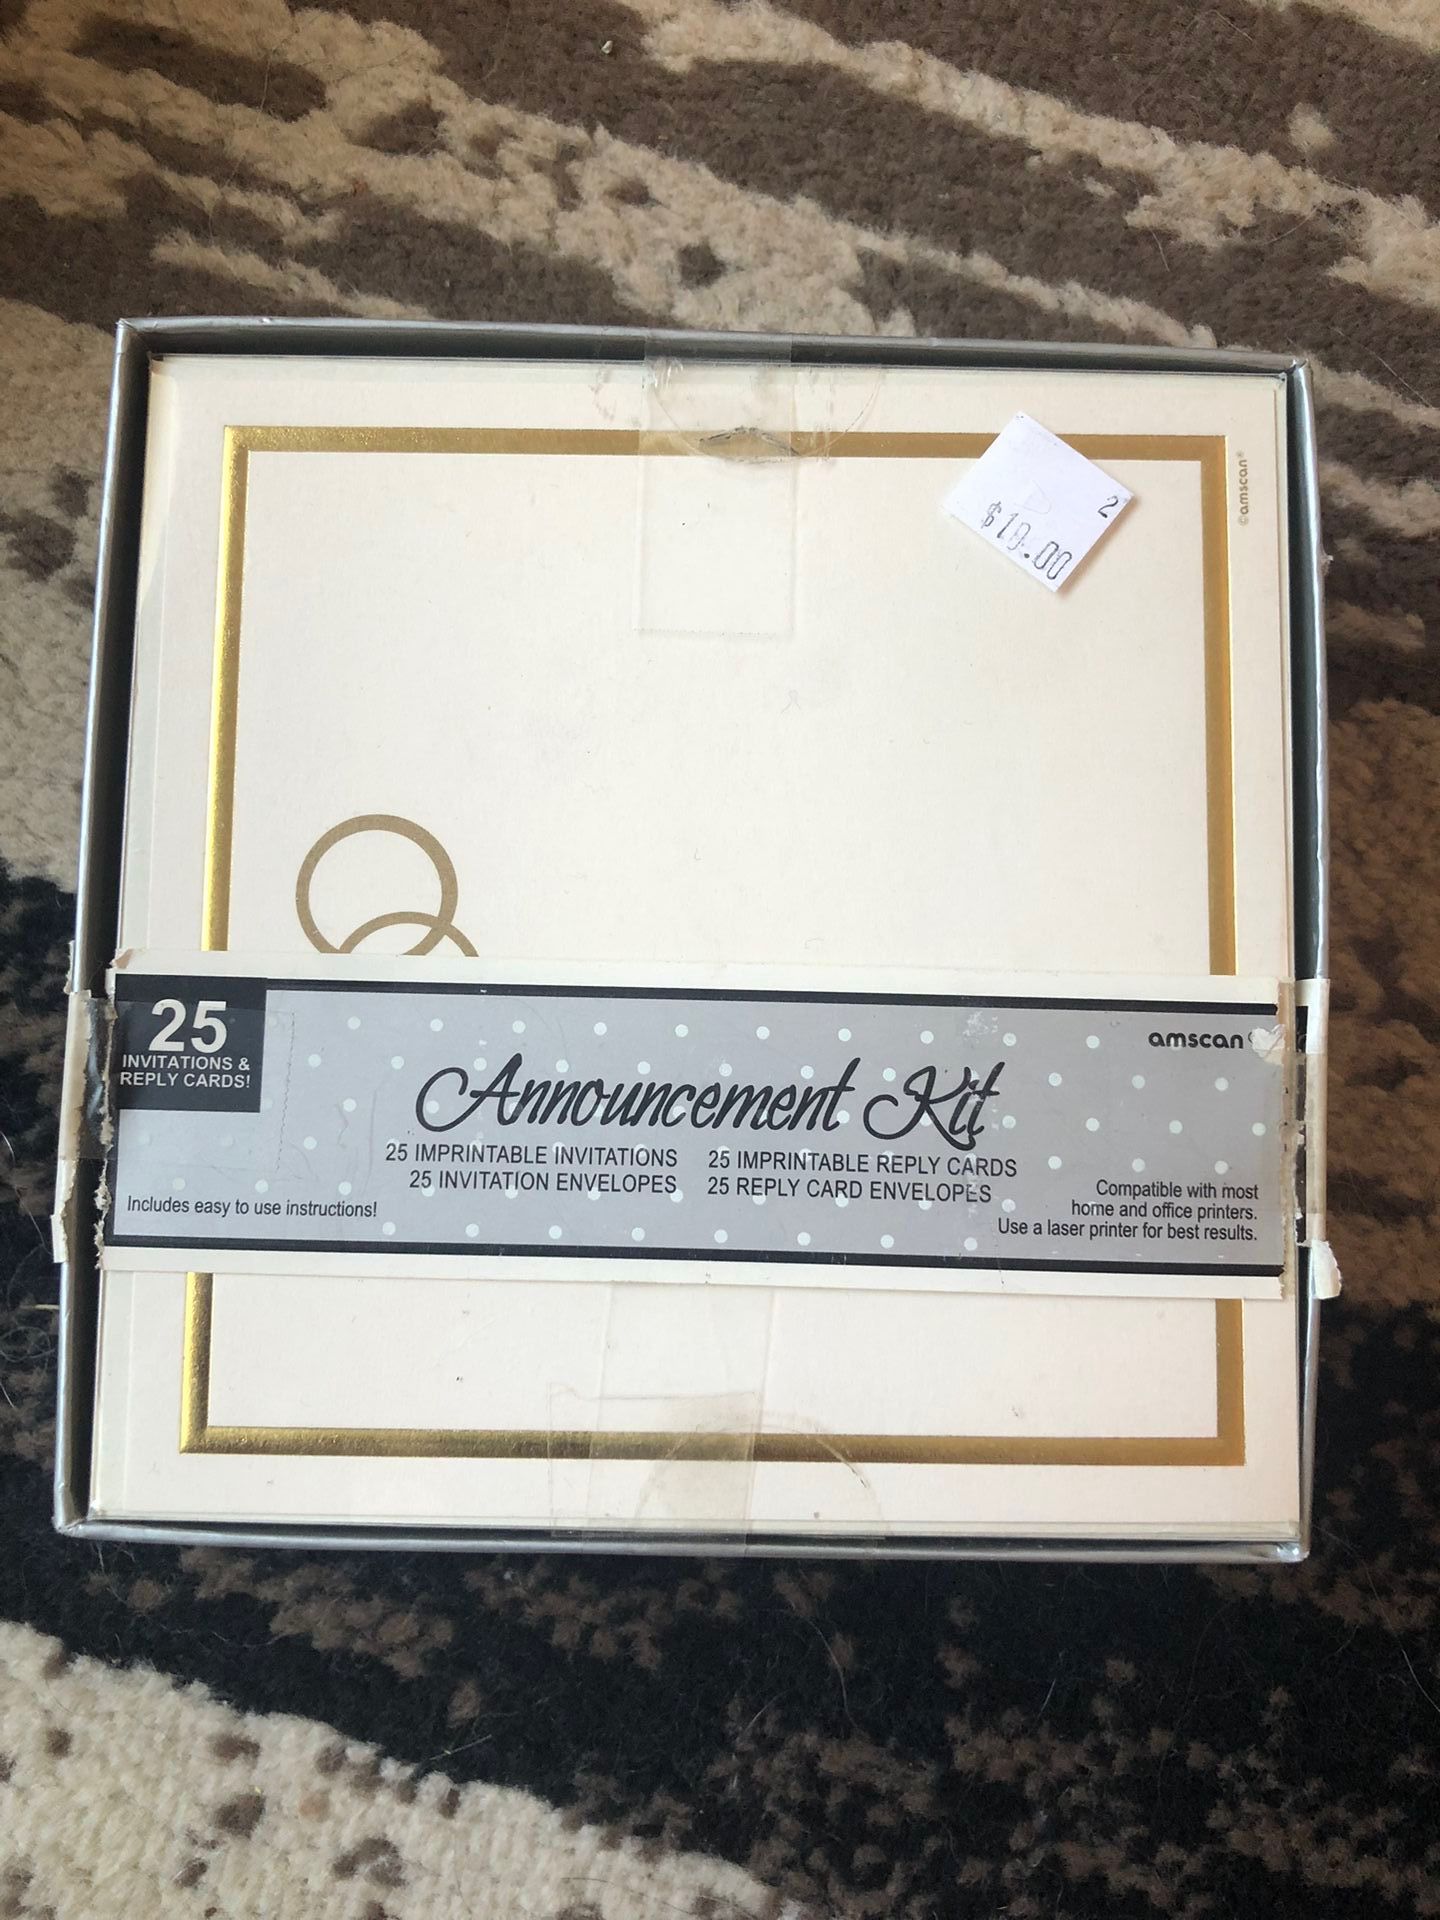 2
$10.00
©amscan®
25
INVITATIONS &
REPLY CARDS!
amscan
Announcement Kit
25 IMPRINTABLE INVITATIONS 25 IMPRINTABLE REPLY CARDS
25 INVITATION ENVELOPES 25 REPLY CARD ENVELOPES
Includes easy to use instructions!
Compatible with most
home and office printers.
Use a laser printer for best results.